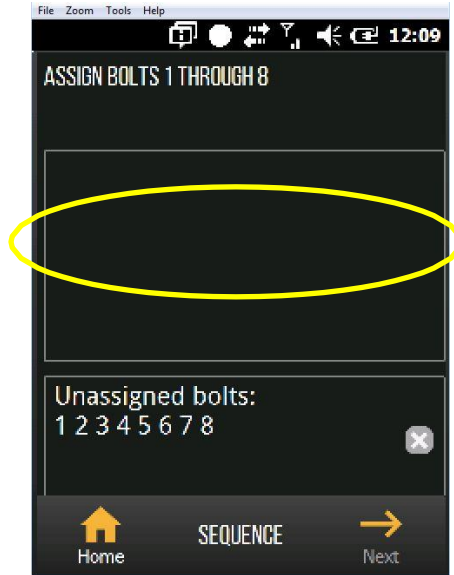 File Zoom Tools Help
12:09
ASSIGN BOLTS 1 THROUGH 8
Unassigned bolts:
1 2 3 4 5 6 7 8
Home
SEQUENCE
Next